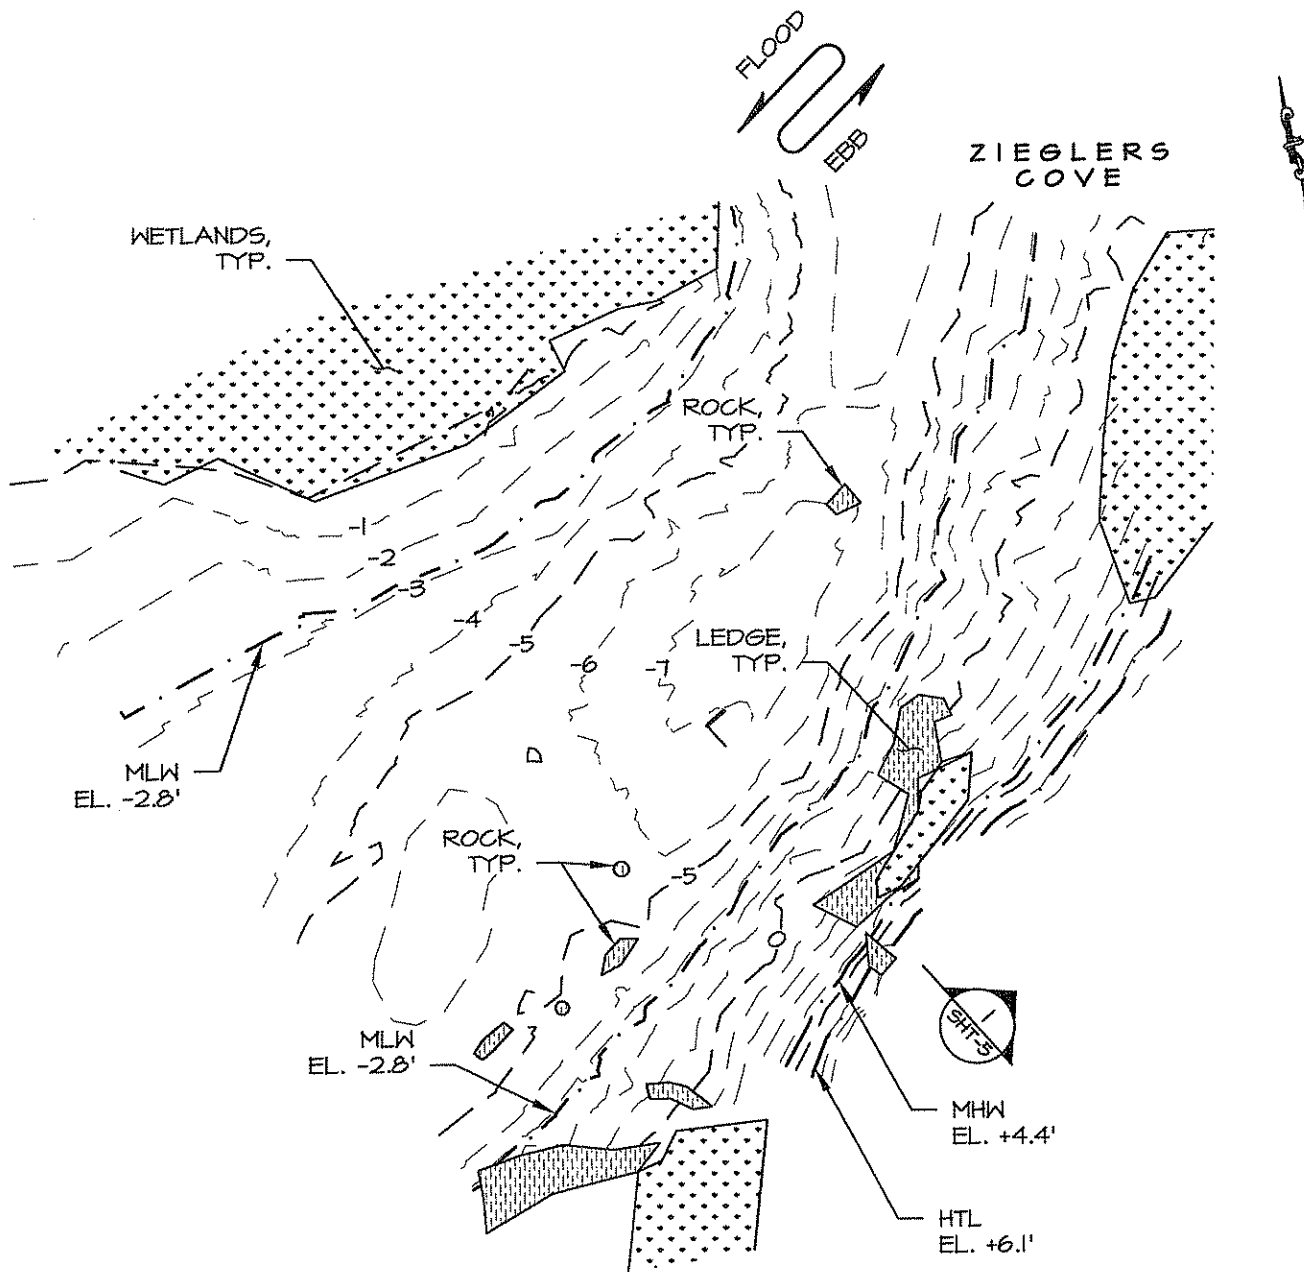 FLOOD
EBB
ZIEGLERS
COVE
WETLANDS,
TYP.
ROCK,
TYP.
-1
-2
-3
-4
-5
-6
-7
LEDGE,
TYP.
MLW
EL. -2.8'
ROCK,
TYP.
-5
1
SHT-5
MLW
EL. -2.8'
MHW
EL. +4.4'
HTL
EL. +6.1'